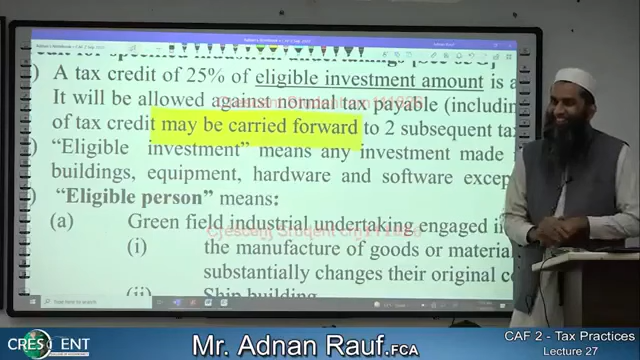 A tax credit of 25% of eligible investment amount is a
It will be allowed against normal tax payable (includin
of tax credit may be carried forward to 2 subsequent tax
"Eligible investment" means any investment made
buildings, equipment, hardware and software excep
"Eligible person" means:
(a) Green field industrial undertaking engaged in
(i) the manufacture of goods or material
substantially changes their original co
(ii) Ship building
CRESCENT
Mr. Adnan Rauf.FCA
CAF 2 - Tax Practices
Lecture 27